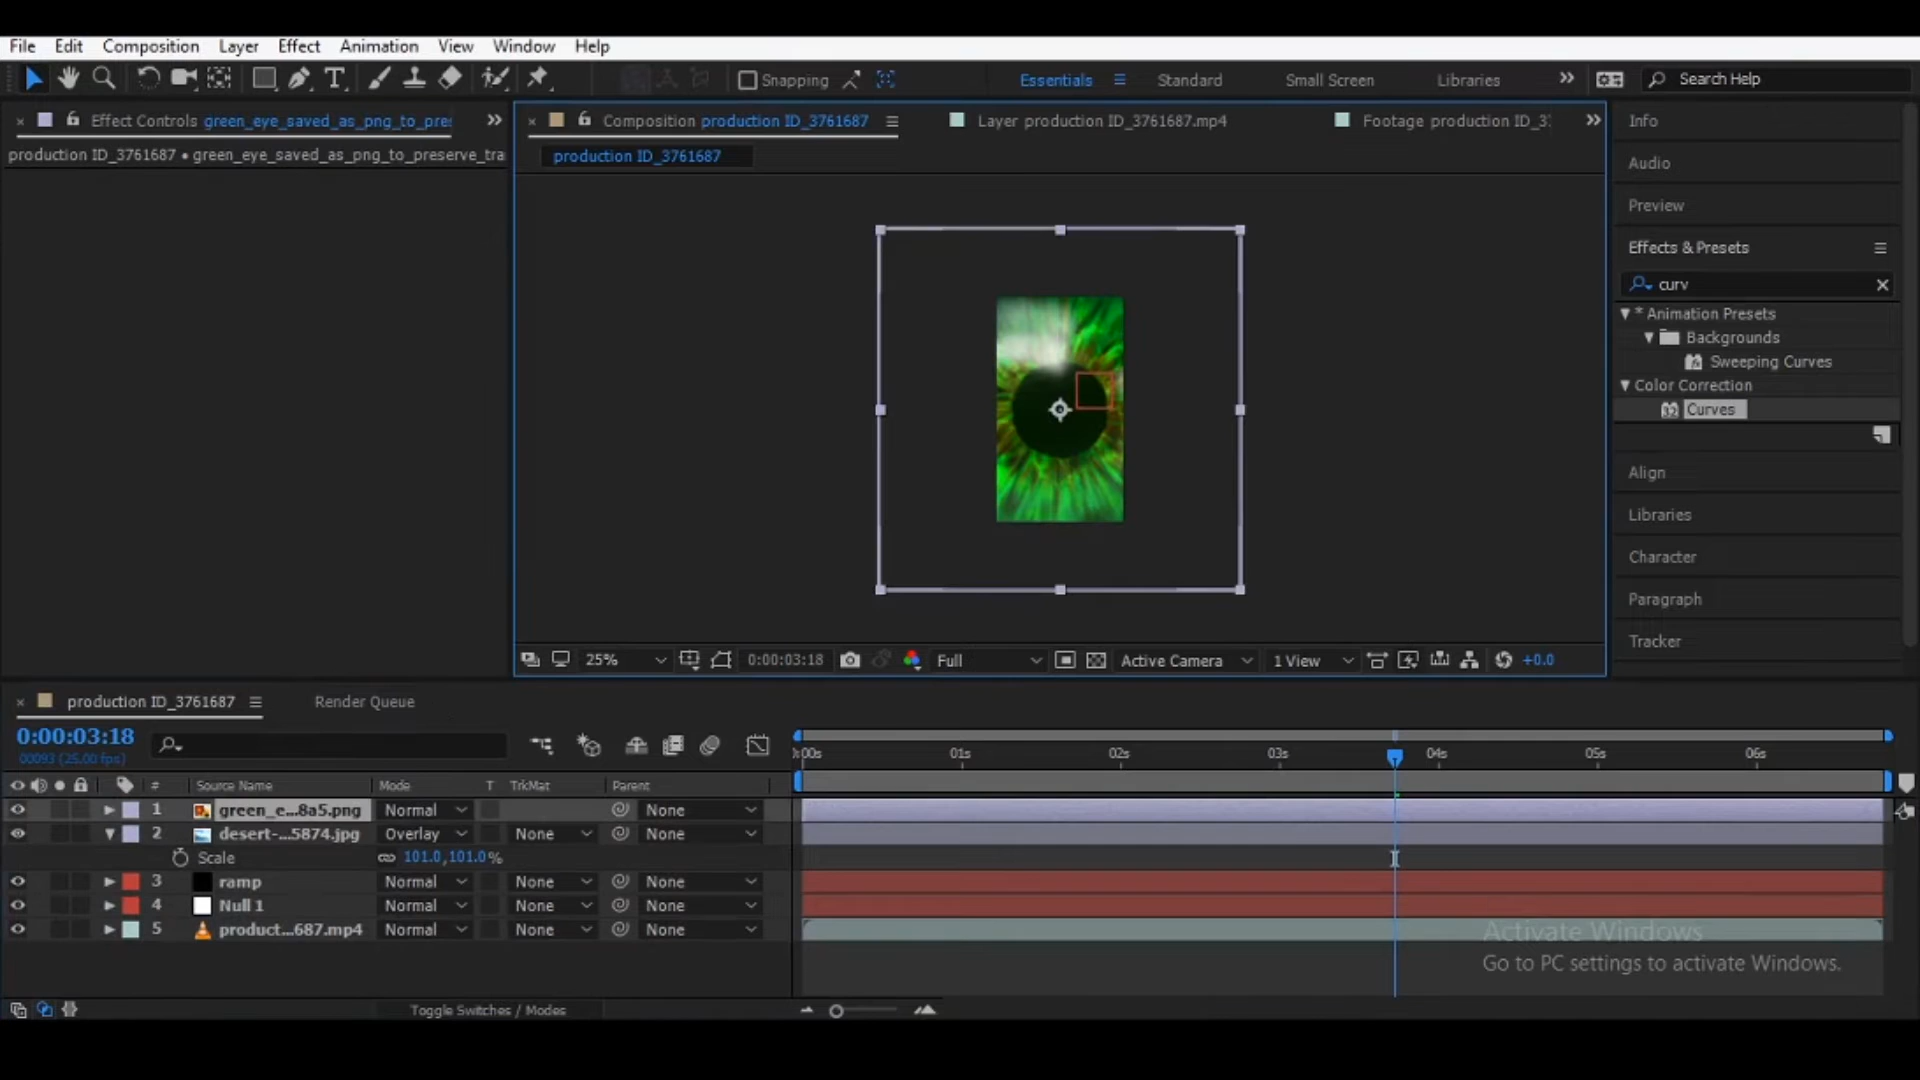 File Edit Composition Layer Effect Animation View Window Help
Snapping Essentials Standard Small Screen Libraries Search Help
Effect Controls green_eye_saved_as_png_to_pre
Composition production ID_3761687 Layer production ID_3761687.mp4 Footage production ID_3
Info
production ID_3761687 • green_eye_saved_as_png_to_preserve_tra
production ID_3761687
Audio
Preview
Effects & Presets
curv
* Animation Presets
Backgrounds
Sweeping Curves
Color Correction
32 Curves
Align
Libraries
Character
Paragraph
Tracker
25% 0:00:03:18 Full Active Camera 1 View +0.0
production ID_3761687 Render Queue
0:00:03:18
00093 (25.00 fps)
:00s 01s 02s 03s 04s 05s 06s
# Source Name Mode T TrkMat Parent
1 green_e...8a5.png Normal None
2 desert-...5874.jpg Overlay None None
Scale 101.0,101.0%
3 ramp Normal None None
4 Null 1 Normal None None
5 product...687.mp4 Normal None None
Activate Windows
Go to PC settings to activate Windows.
Toggle Switches / Modes